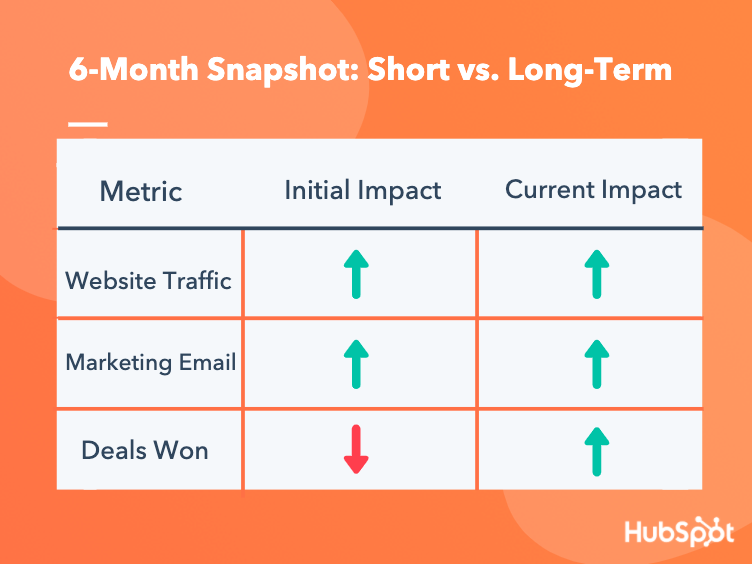 6-Month Snapshot: Short vs. Long-Term
Metric Initial Impact Current Impact
Website Traffic
Marketing Email
Deals Won
HubSpot